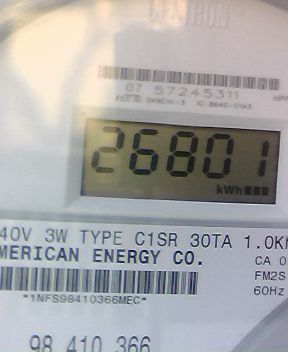 07 57245311
26801
kWh
40V 3W TYPE C1SR 30TA 1.0K
MERICAN ENERGY CO.
CA 0
FM2S
60Hz
*1NFS98410366MEC*
98 410 366